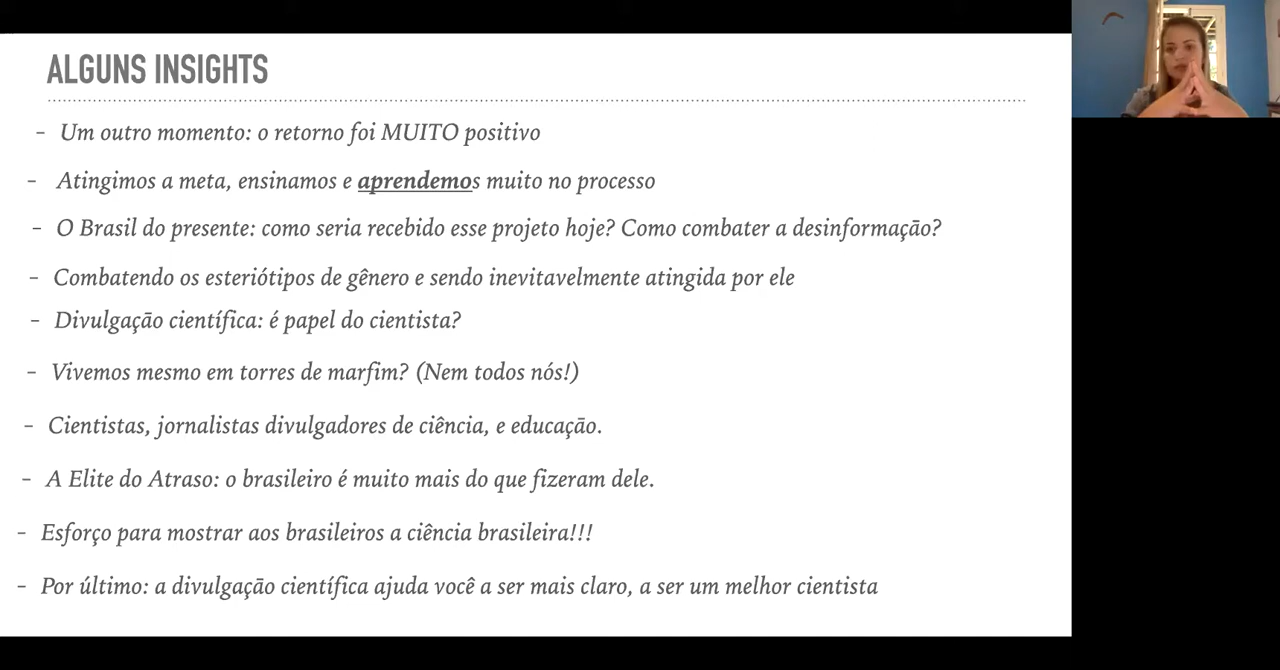 ALGUNS INSIGHTS
- Um outro momento: o retorno foi MUITO positivo
- Atingimos a meta, ensinamos e aprendemos muito no processo
- O Brasil do presente: como seria recebido esse projeto hoje? Como combater a desinformação?
- Combatendo os esteriótipos de gênero e sendo inevitavelmente atingida por ele
- Divulgação científica: é papel do cientista?
- Vivemos mesmo em torres de marfim? (Nem todos nós!)
- Cientistas, jornalistas divulgadores de ciência, e educação.
- A Elite do Atraso: o brasileiro é muito mais do que fizeram dele.
- Esforço para mostrar aos brasileiros a ciência brasileira!!!
- Por último: a divulgação científica ajuda você a ser mais claro, a ser um melhor cientista